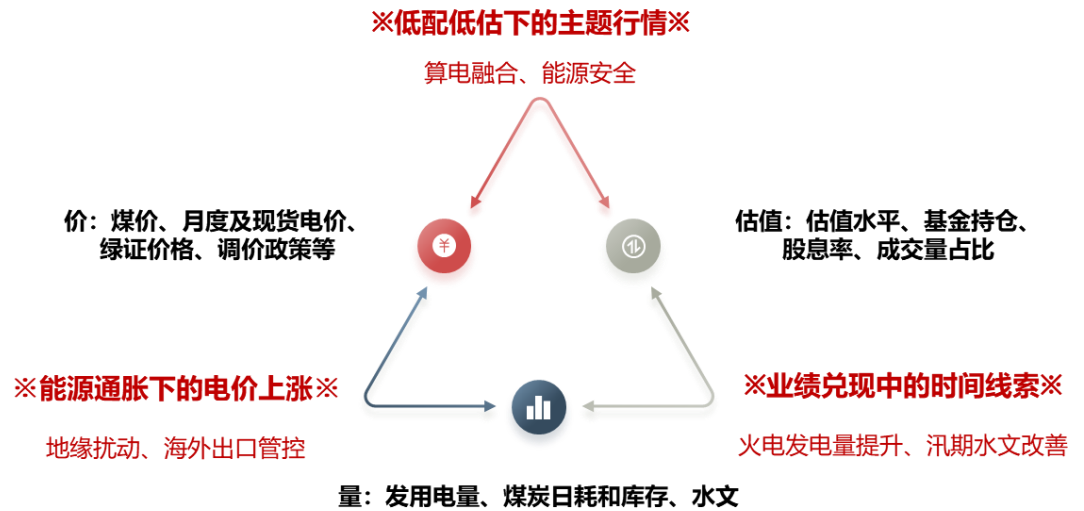 ※低配低估下的主题行情※
算电融合、能源安全
价：煤价、月度及现货电价、
绿证价格、调价政策等
¥
估值：估值水平、基金持仓、
股息率、成交量占比
※能源通胀下的电价上涨※
地缘扰动、海外出口管控
※业绩兑现中的时间线索※
火电发电量提升、汛期水文改善
量：发用电量、煤炭日耗和库存、水文